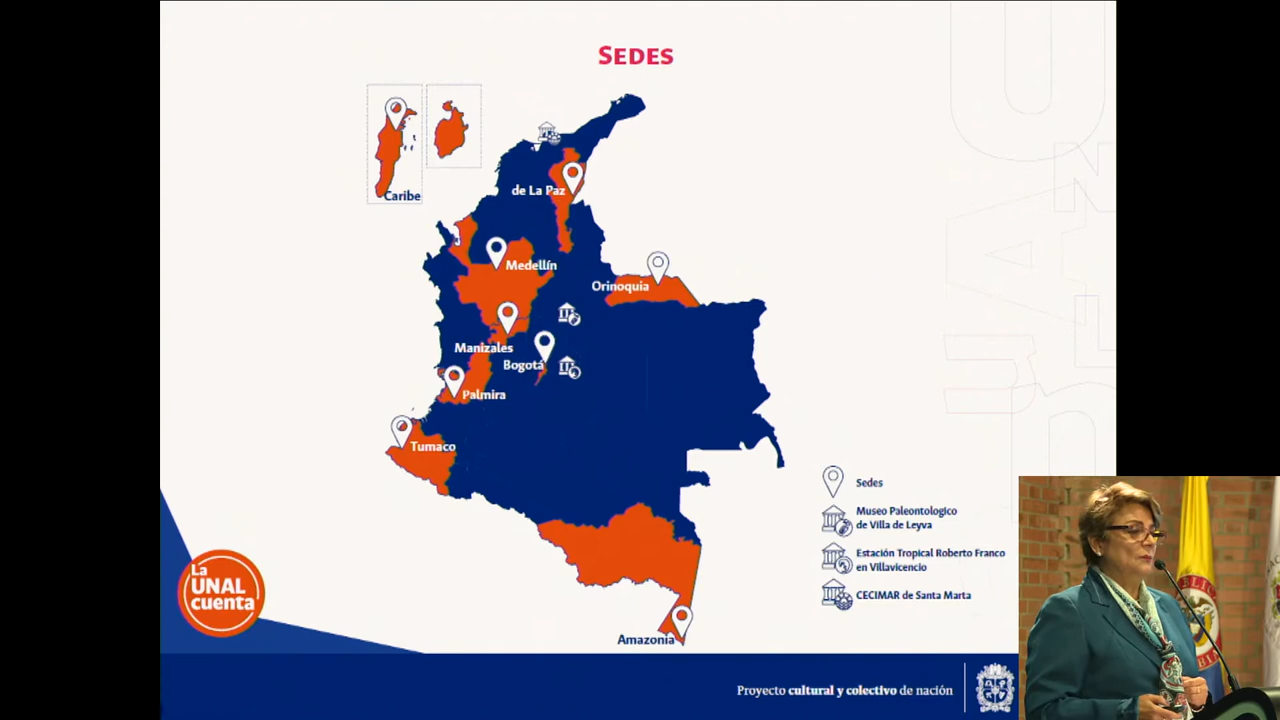 SEDES
Caribe
de La Paz
Medellín
Orinoquia
Manizales
Bogotá
Palmira
Tumaco
Amazonía
Sedes
Museo Paleontologico
de Villa de Leyva
Estación Tropical Roberto Franco
en Villavicencio
CECIMAR de Santa Marta
La
UNAL
cuenta
Proyecto cultural y colectivo de nación